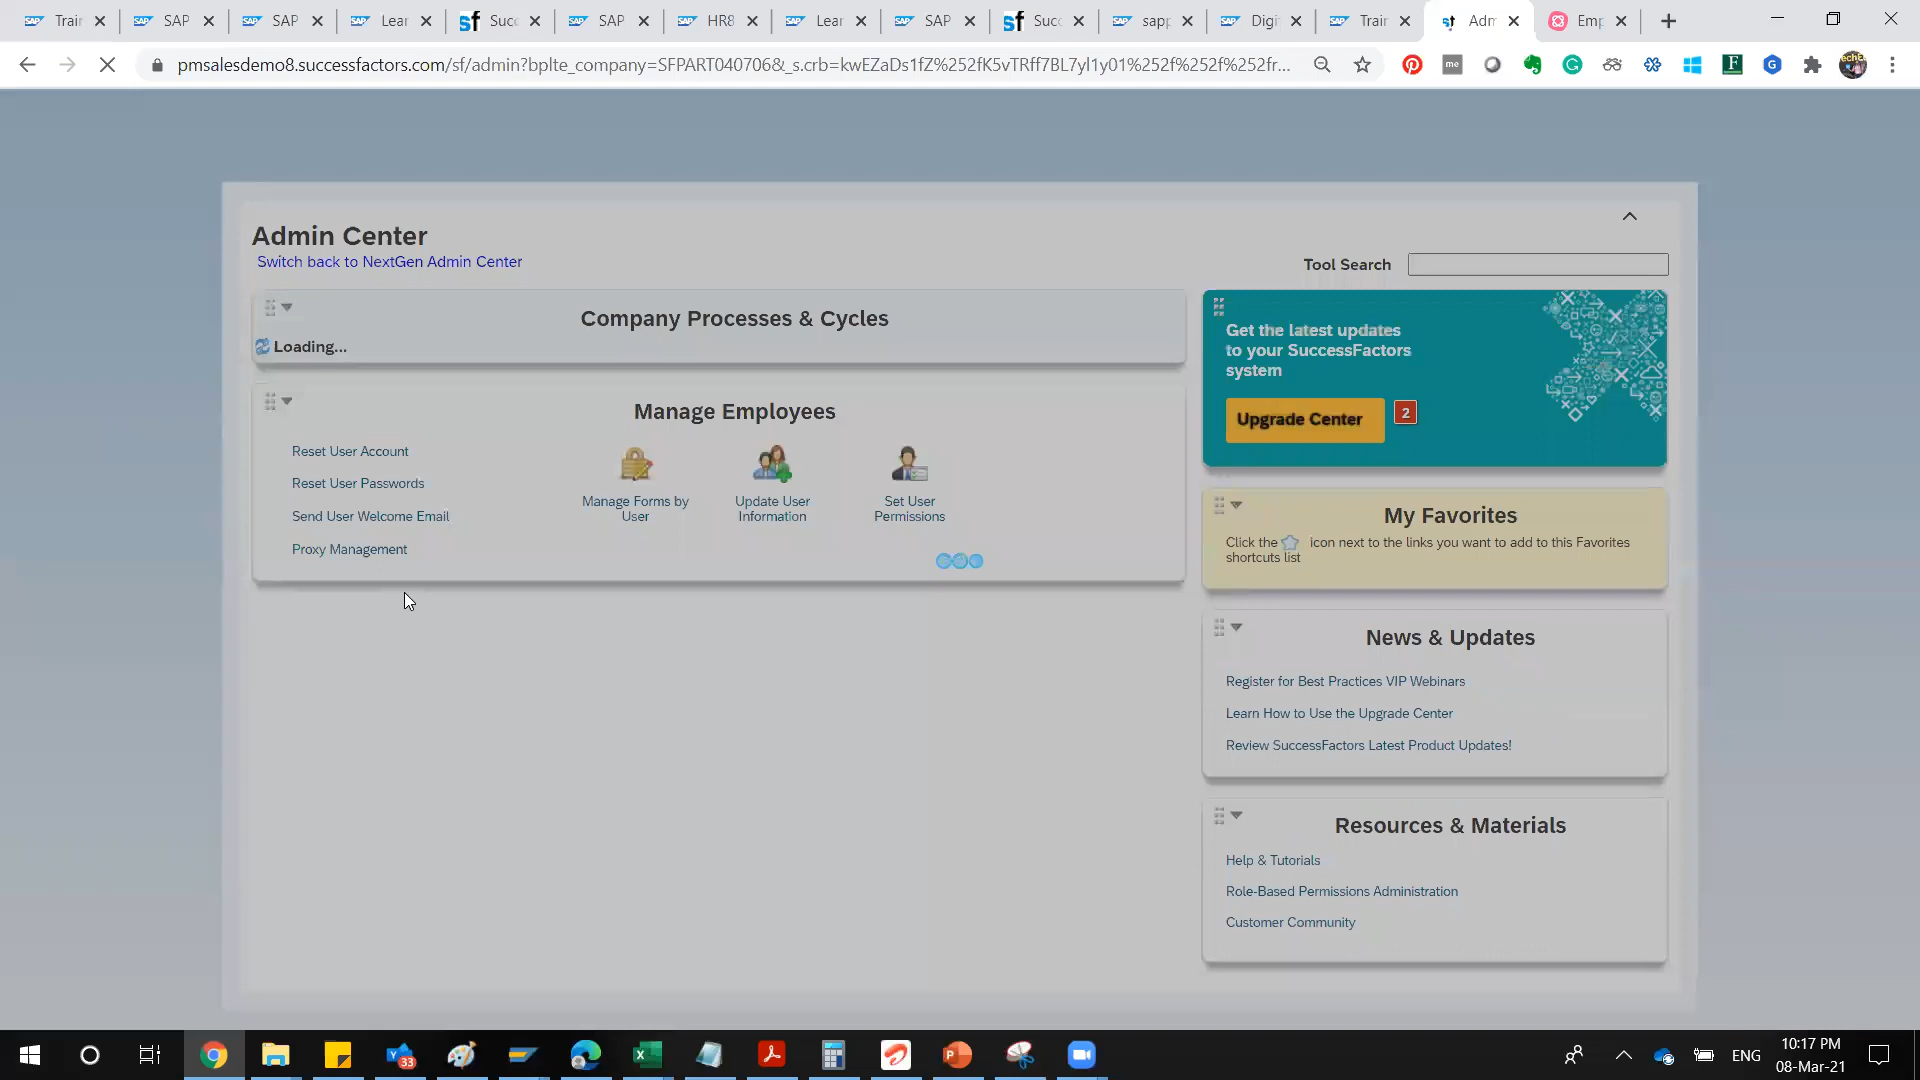 Trair
SAP
SAP
Lear
Succ
SAP
HR8
Lear
SAP
Succ
sapp
Digi
Train
Adm
Emp
pmsalesdemo8.successfactors.com/sf/admin?bplte_company=SFPART040706&_s.crb=kwEZaDs1fZ%252fK5vTRff7BL7yl1y01%252f%252f%252fr...
Admin Center
Switch back to NextGen Admin Center
Tool Search
Company Processes & Cycles
Loading...
Manage Employees
Reset User Account
Reset User Passwords
Send User Welcome Email
Proxy Management
Manage Forms by
User
Update User
Information
Set User
Permissions
Get the latest updates
to your SuccessFactors
system
Upgrade Center
2
My Favorites
Click the icon next to the links you want to add to this Favorites
shortcuts list
News & Updates
Register for Best Practices VIP Webinars
Learn How to Use the Upgrade Center
Review SuccessFactors Latest Product Updates!
Resources & Materials
Help & Tutorials
Role-Based Permissions Administration
Customer Community
33
ENG
10:17 PM
08-Mar-21